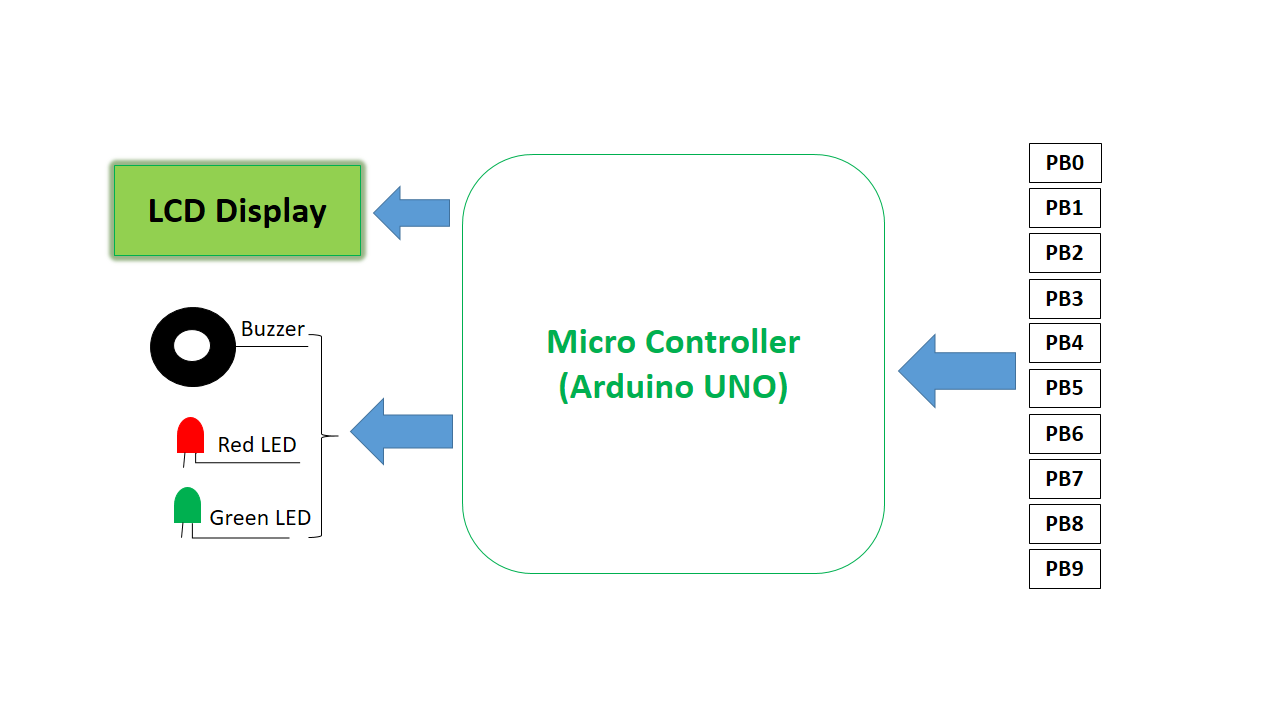 LCD Display
Buzzer
Red LED
Green LED
Micro Controller
(Arduino UNO)
PB0
PB1
PB2
PB3
PB4
PB5
PB6
PB7
PB8
PB9